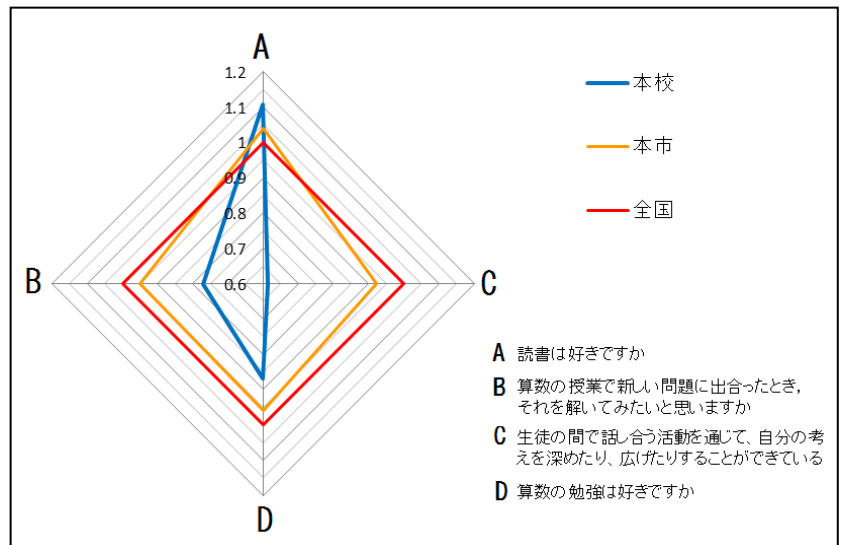 A
1.2
1.1
1
0.9
0.8
0.7
0.6
B
C
D
本校
本市
全国
A 読書は好きですか
B 算数の授業で新しい問題に出合ったとき，
それを解いてみたいと思いますか
C 生徒の間で話し合う活動を通じて、自分の考
えを深めたり、広げたりすることができている
D 算数の勉強は好きですか